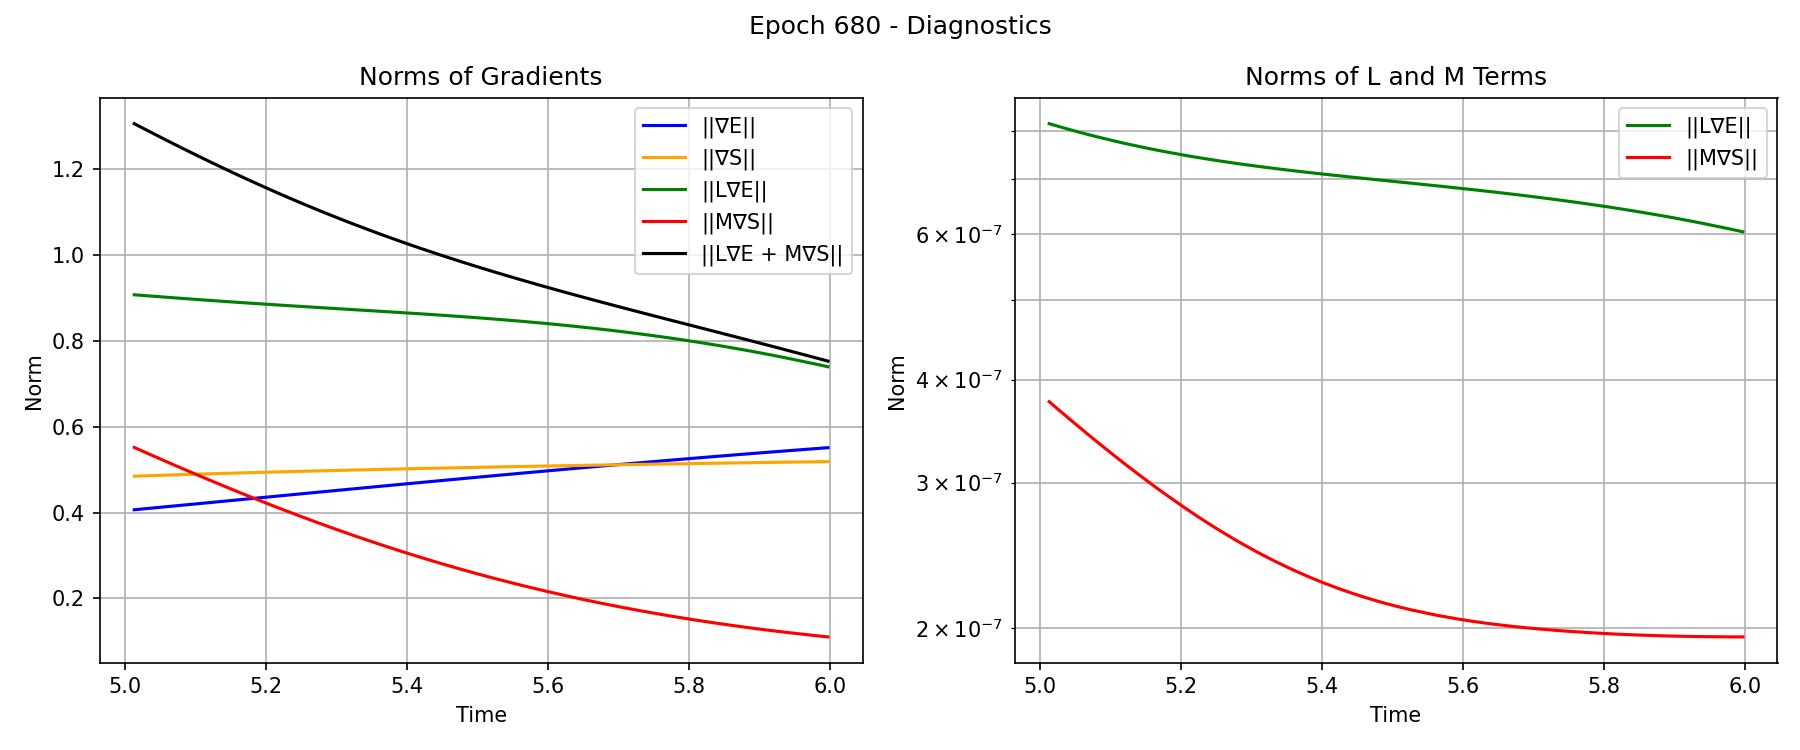 Epoch 680 - Diagnostics
Norms of Gradients
||∇E||
||∇S||
||L∇E||
||M∇S||
||L∇E + M∇S||
1.2
1.0
0.8
0.6
0.4
0.2
Norm
5.0 5.2 5.4 5.6 5.8 6.0
Time
Norms of L and M Terms
||L∇E||
||M∇S||
6 × 10⁻⁷
4 × 10⁻⁷
3 × 10⁻⁷
2 × 10⁻⁷
Norm
5.0 5.2 5.4 5.6 5.8 6.0
Time